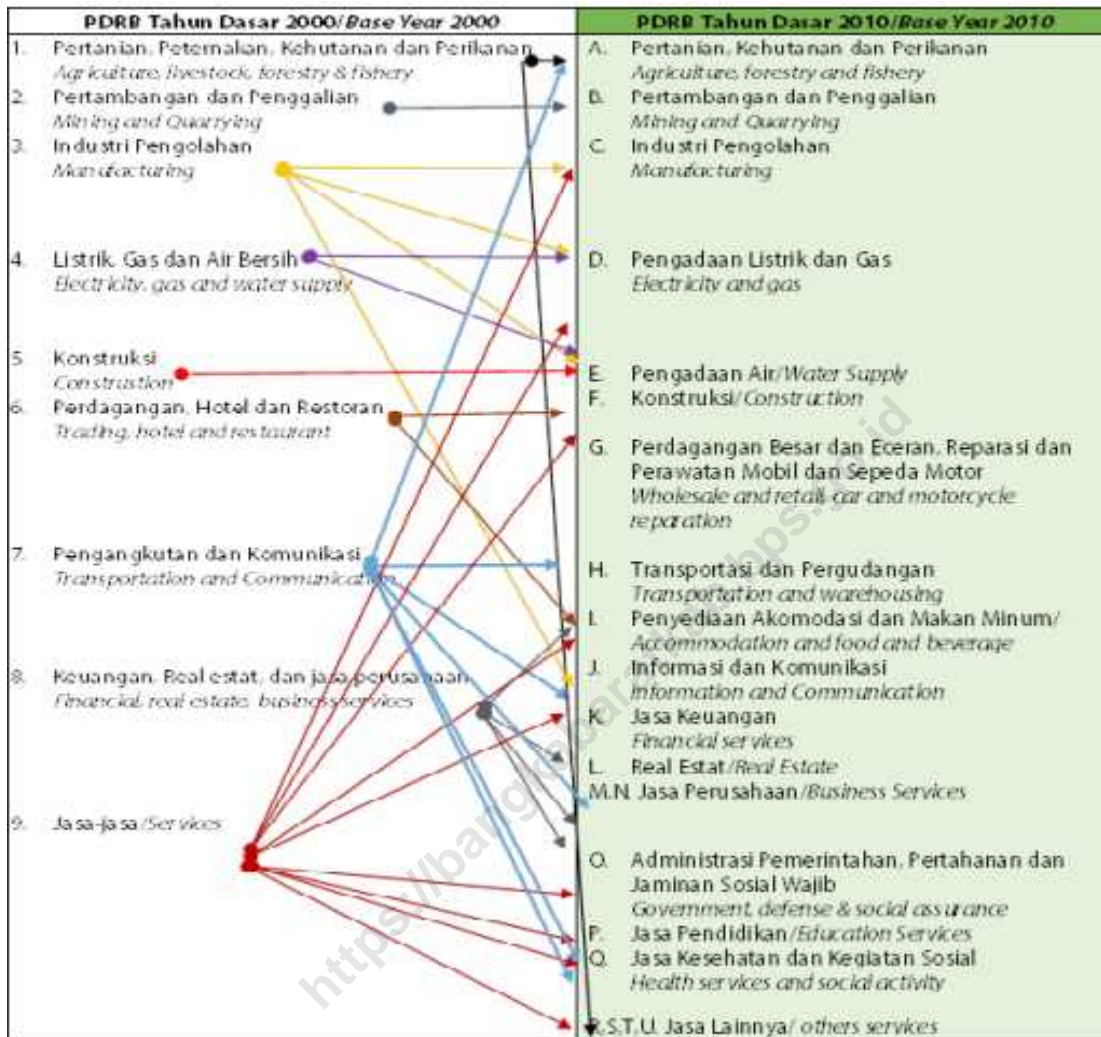 PDRB Tahun Dasar 2000/Base Year 2000
1. Pertanian, Peternakan, Kehutanan dan Perikanan
Agriculture, livestock, forestry & fishery
2. Pertambangan dan Penggalian
Mining and Quarrying
3. Industri Pengolahan
Manufacturing
4. Listrik, Gas dan Air Bersih
Electricity, gas and water supply
5. Konstruksi
Constrution
6. Perdagangan, Hotel dan Restoran
Trading, hotel and restaurant
7. Pengangkutan dan Komunikasi
Transportation and Communication
8. Keuangan, Real estat, dan jasa perusahaan
Financial, real estate, business services
9. Jasa-jasa/Services
PDRB Tahun Dasar 2010/Base Year 2010
A. Pertanian, Kehutanan dan Perikanan
Agriculture, forestry and fishery
B. Pertambangan dan Penggalian
Mining and Quarrying
C. Industri Pengolahan
Manufacturing
D. Pengadaan Listrik dan Gas
Electricity and gas
E. Pengadaan Air/Water Supply
F. Konstruksi/Construction
G. Perdagangan Besar dan Eceran, Reparasi dan
Perawatan Mobil dan Sepeda Motor
Wholesale and retail, car and motorcycle
reparation
H. Transportasi dan Pergudangan
Transportation and warehousing
I. Penyediaan Akomodasi dan Makan Minum/
Accommodation and food and beverage
J. Informasi dan Komunikasi
Information and Communication
K. Jasa Keuangan
Financial services
L. Real Estat/Real Estate
M.N. Jasa Perusahaan/Business Services
O. Administrasi Pemerintahan, Pertahanan dan
Jaminan Sosial Wajib
Government, defense & social assurance
P. Jasa Pendidikan/Education Services
Q. Jasa Kesehatan dan Kegiatan Sosial
Health services and social activity
R.S.T.U. Jasa Lainnya/ others services